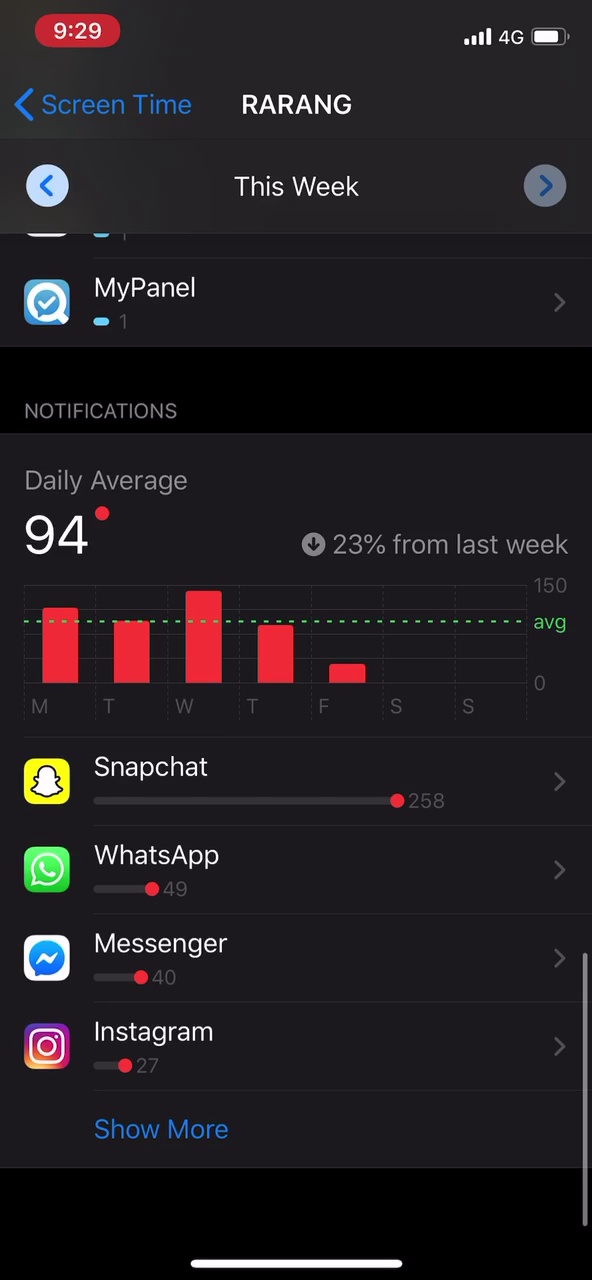 9:29
4G
Screen Time
RARANG
This Week
MyPanel
1
NOTIFICATIONS
Daily Average
94
23% from last week
150
avg
0
M T W T F S S
Snapchat
258
WhatsApp
49
Messenger
40
Instagram
27
Show More